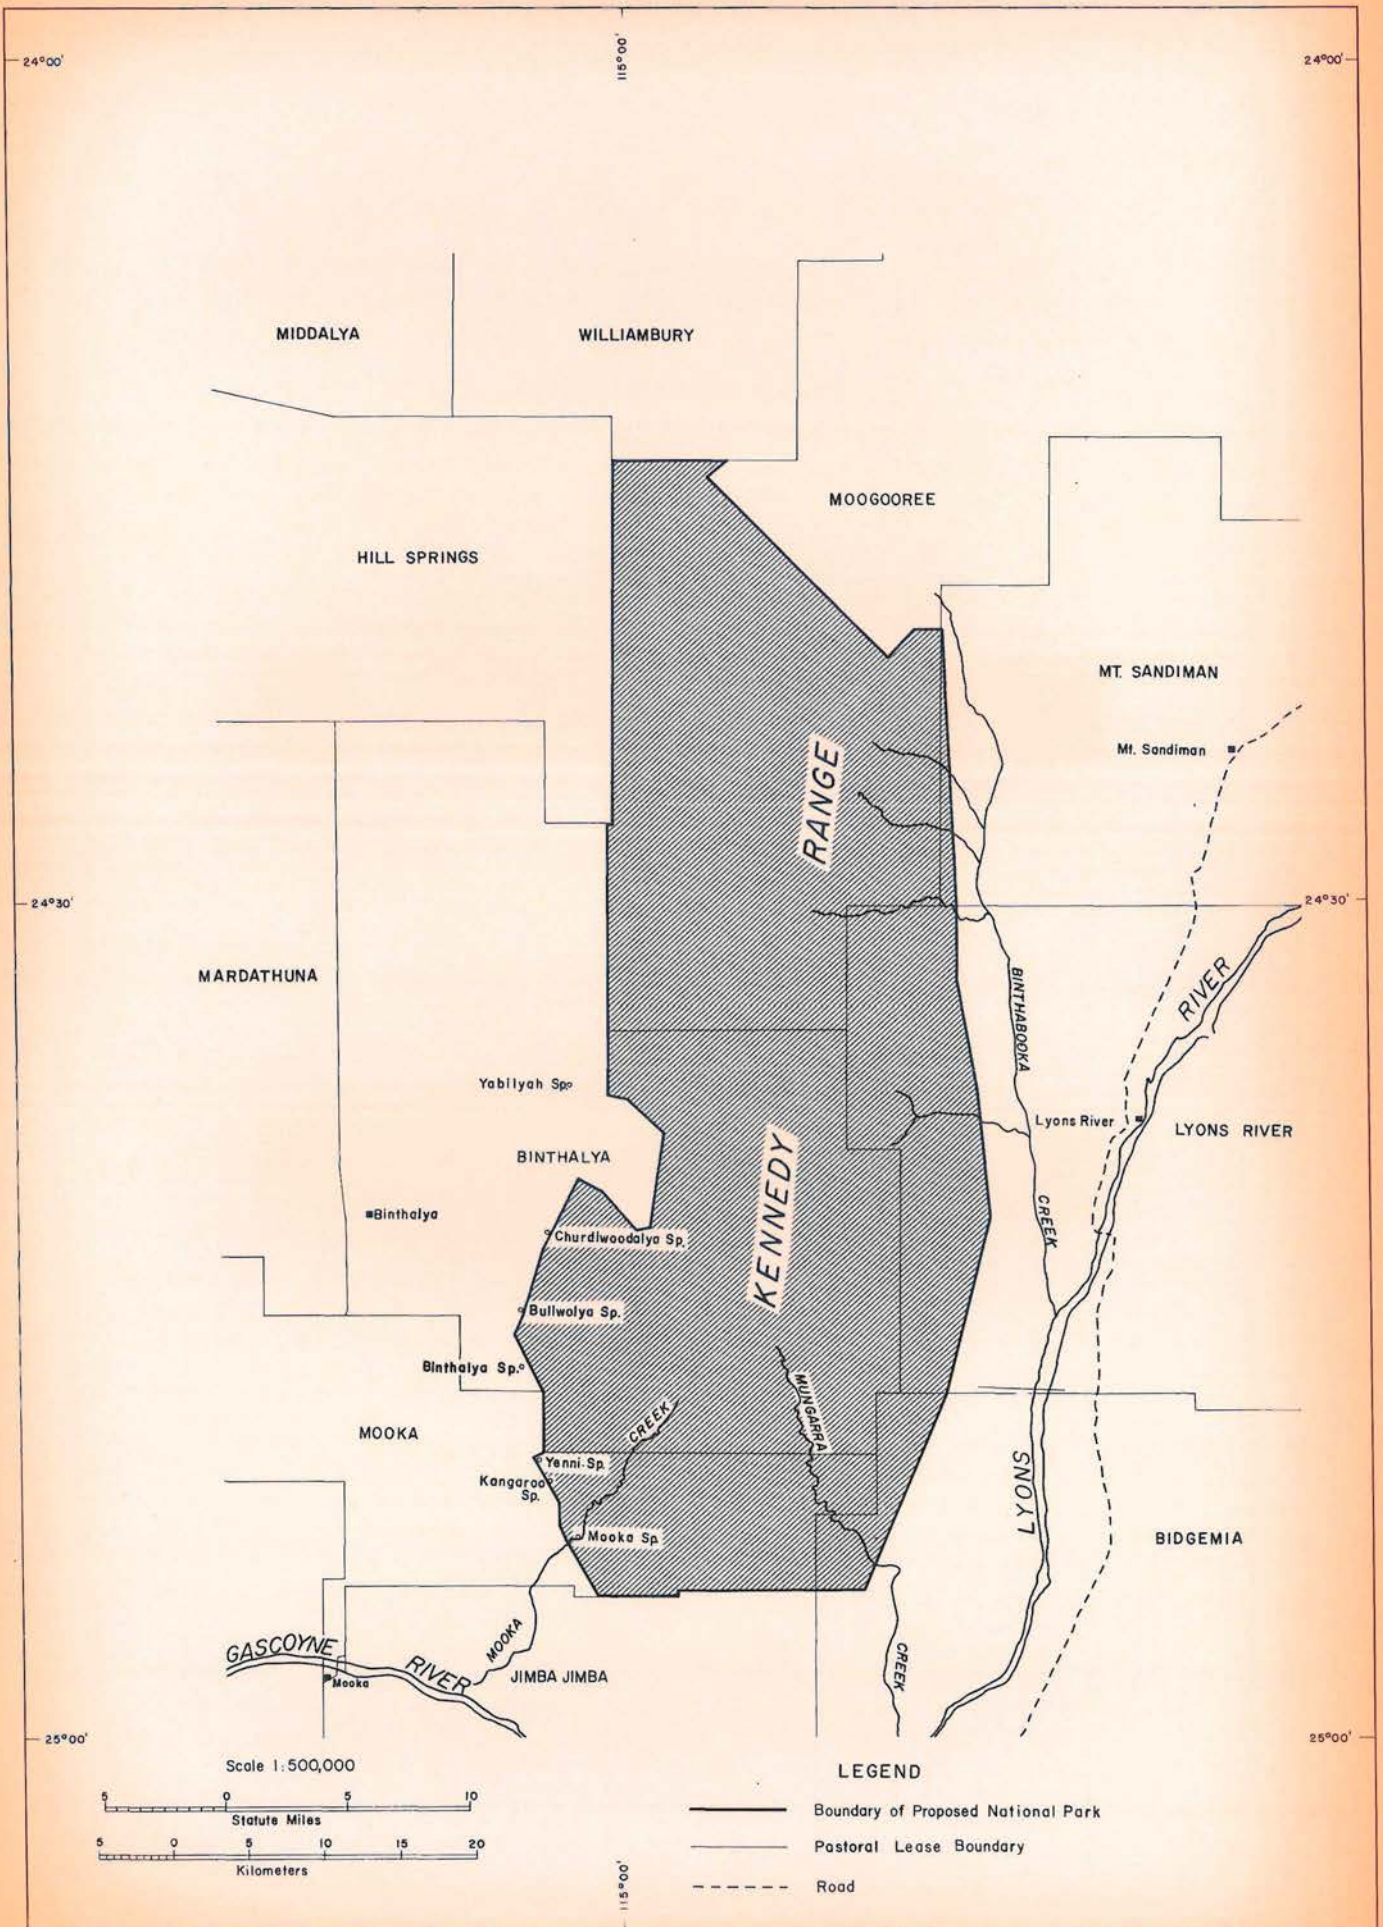 115°00'
24°00'
24°00'
MIDDALYA
WILLIAMBURY
MOOGOOREE
HILL SPRINGS
MT. SANDIMAN
Mt. Sandiman
RANGE
24°30'
24°30'
MARDATHUNA
RIVER
BINTHABOOKA
Yabilyah Sp.
Lyons River
LYONS RIVER
BINTHALYA
KENNEDY
Binthalya
CREEK
Churdiwoodalya Sp.
Bullwolya Sp.
Binthalya Sp.
MUNGARRA
CREEK
MOOKA
Yenni Sp.
Kangaroo
Sp.
LYONS
Mooka Sp
BIDGEMIA
GASCOYNE
RIVER
MOOKA
CREEK
Mooka
JIMBA JIMBA
25°00'
25°00'
Scale 1:500,000
5 0 5 10
Statute Miles
5 0 5 10 15 20
Kilometers
LEGEND
Boundary of Proposed National Park
Pastoral Lease Boundary
Road
115°00'